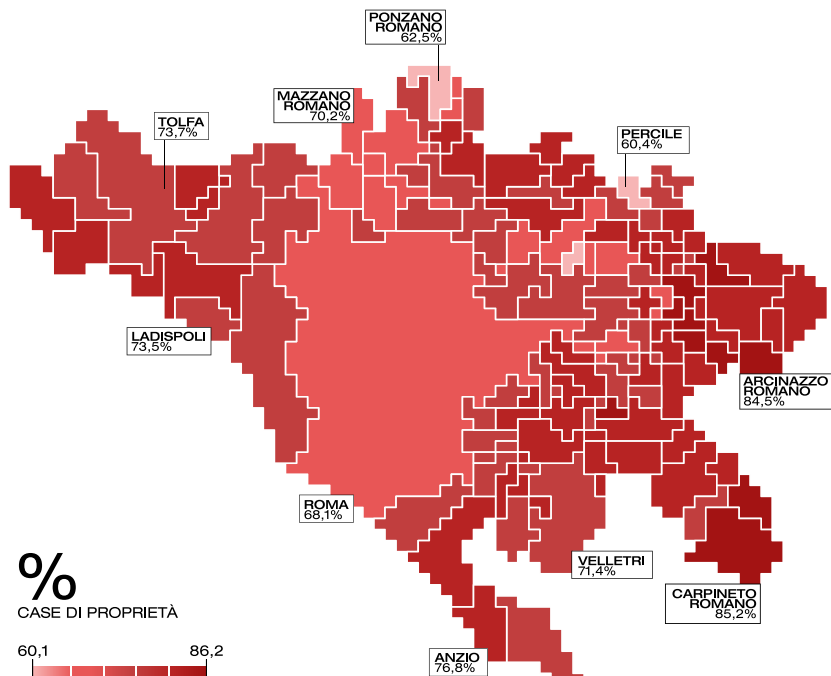 PONZANO
ROMANO
62,5%
MAZZANO
ROMANO
70,2%
TOLFA
73,7%
PERCILE
60,4%
LADISPOLI
73,5%
ARCINAZZO
ROMANO
84,5%
ROMA
68,1%
VELLETRI
71,4%
CARPINETO
ROMANO
85,2%
ANZIO
76,8%
%
CASE DI PROPRIETÀ
60,1 86,2